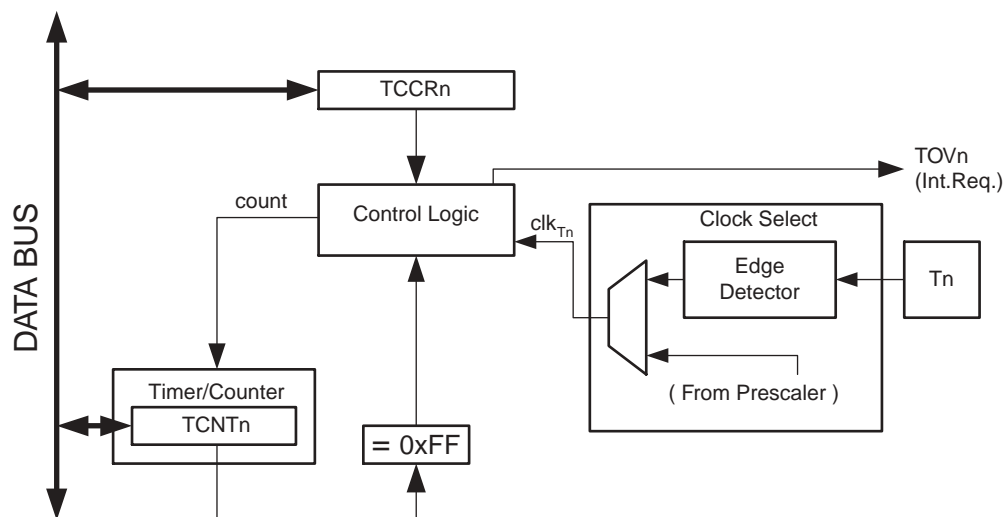 TCCRn
TOVn
(Int.Req.)
count
Control Logic
clkTn
Clock Select
Edge
Detector
Tn
DATA BUS
Timer/Counter
TCNTn
= 0xFF
( From Prescaler )